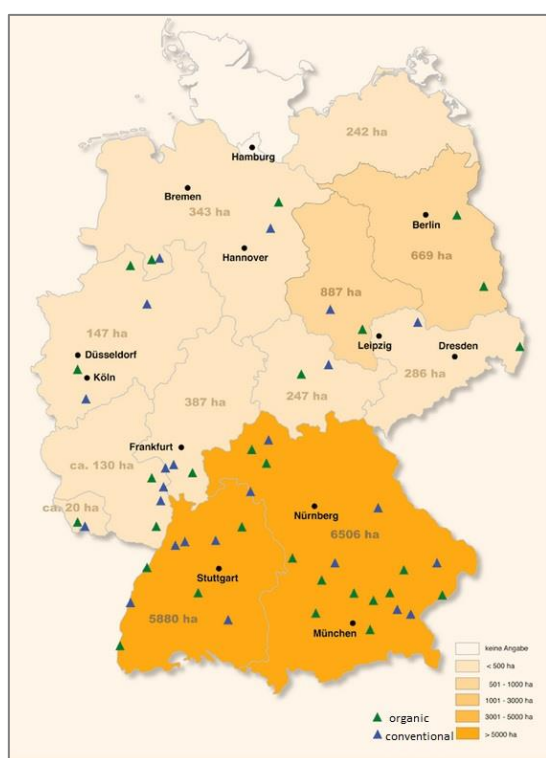 242 ha
Hamburg
Bremen
343 ha
Berlin
Hannover
669 ha
887 ha
147 ha
Düsseldorf
Köln
Leipzig
Dresden
286 ha
247 ha
387 ha
Frankfurt
ca. 130 ha
ca. 20 ha
Nürnberg
6506 ha
Stuttgart
5880 ha
München
keine Angabe
< 500 ha
501 - 1000 ha
1001 - 3000 ha
3001 - 5000 ha
> 5000 ha
organic
conventional